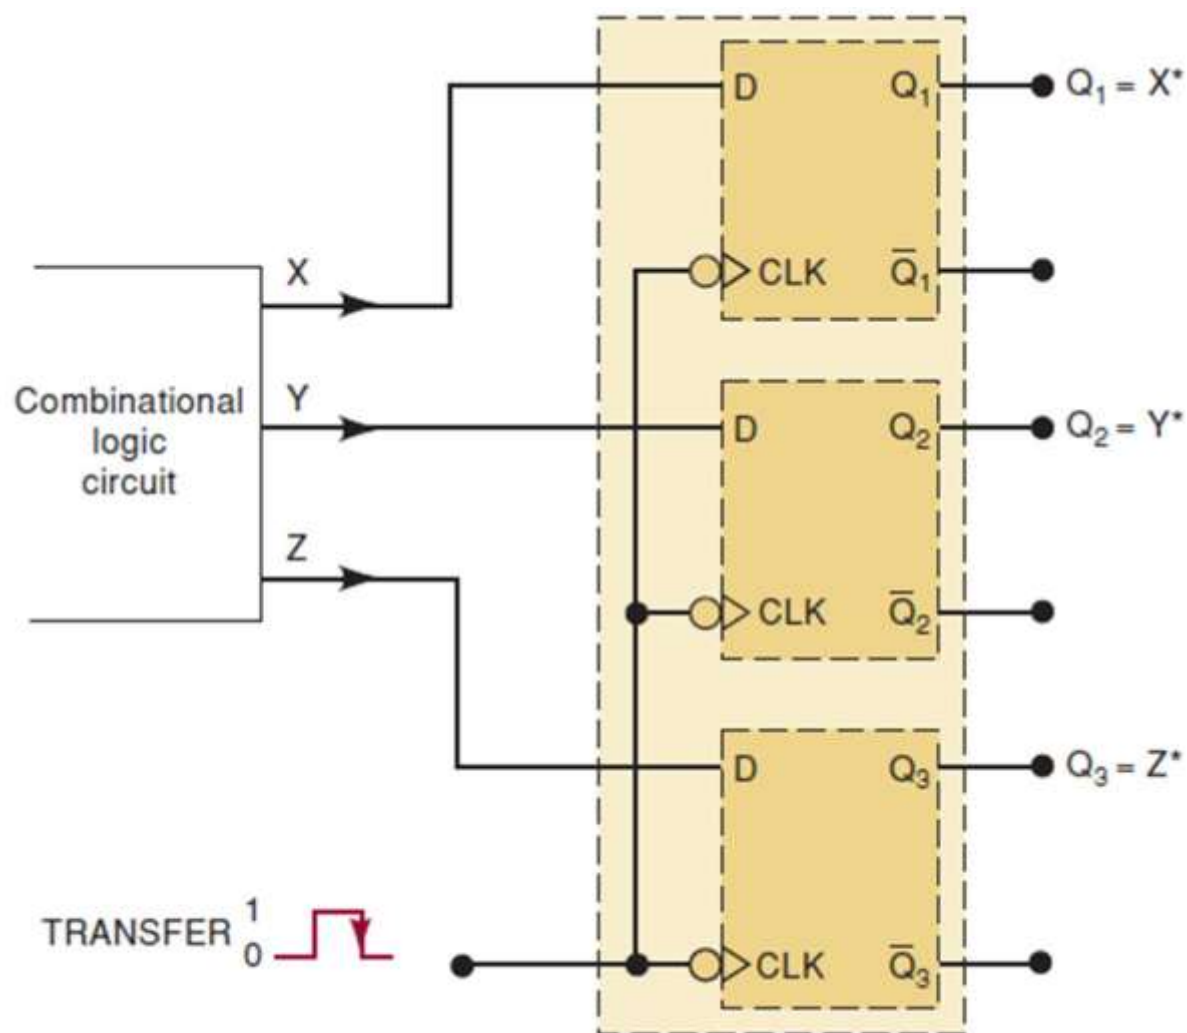 D
Q₁
Q₁ = X*
X
CLK
Q̅₁
Combinational
logic
circuit
Y
D
Q₂
Q₂ = Y*
Z
CLK
Q̅₂
D
Q₃
Q₃ = Z*
TRANSFER
1
0
CLK
Q̅₃